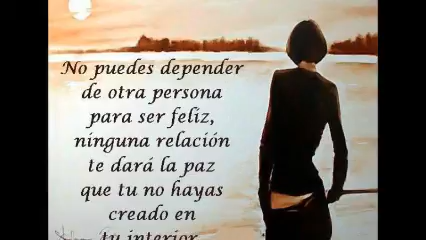 No puedes depender
de otra persona
para ser feliz,
ninguna relación
te dará la paz
que tu no hayas
creado en
tu interior